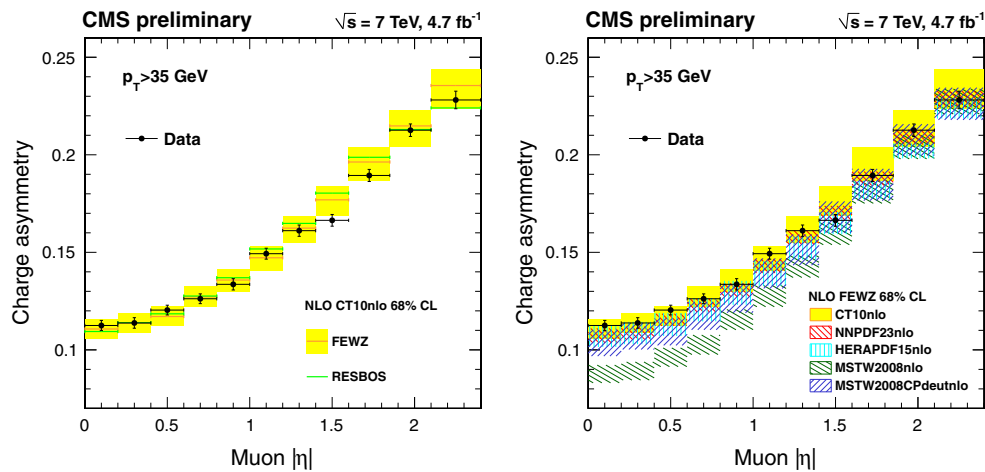 CMS preliminary
√s = 7 TeV, 4.7 fb⁻¹
0.25
0.2
0.15
0.1
Charge asymmetry
p_T>35 GeV
Data
NLO CT10nlo 68% CL
FEWZ
RESBOS
0 0.5 1 1.5 2
Muon |η|
CMS preliminary
√s = 7 TeV, 4.7 fb⁻¹
0.25
0.2
0.15
0.1
Charge asymmetry
p_T>35 GeV
Data
NLO FEWZ 68% CL
CT10nlo
NNPDF23nlo
HERAPDF15nlo
MSTW2008nlo
MSTW2008CPdeutnlo
0 0.5 1 1.5 2
Muon |η|